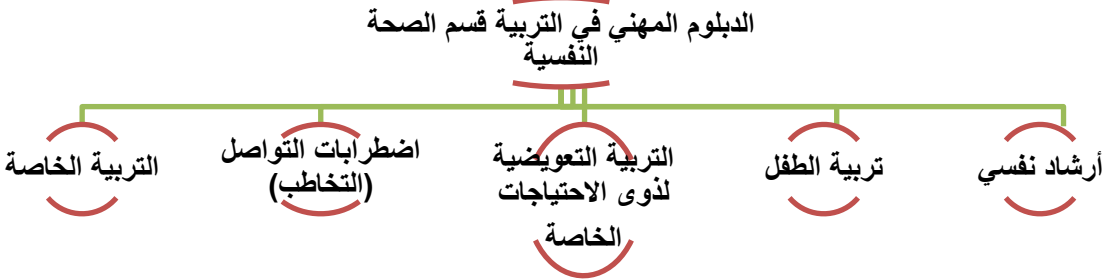 الدبلوم المهني في التربية قسم الصحة
النفسية
أرشاد نفسي
تربية الطفل
التربية التعويضية
لذوى الاحتياجات
الخاصة
اضطرابات التواصل
(التخاطب)
التربية الخاصة